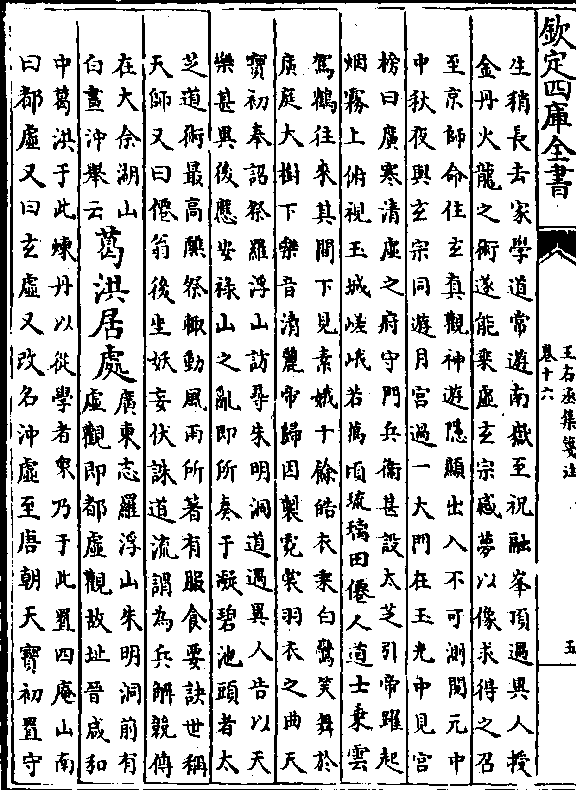 欽定四庫全書
王右丞集箋注
卷十六
五
生稍長去家學道常遊南嶽至祝融峯頂遇異人授
金丹火龍之術遂能乘虛玄宗感夢以像求得之召
至京師命住玄真觀神遊隱顯出入不可測開元中
中秋夜與玄宗同遊月宮過一大門在玉光中見宮
榜曰廣寒清虛之府守門兵衛甚設太芝引帝躍起
烟霧上俯視玉城嵯峨若萬頃琉璃田僊人道士乘雲
駕鶴往來其間下見素娥十餘皓衣乘白鸞笑舞於
廣庭大樹下樂音清麗帝歸因製霓裳羽衣之曲天
寶初奉詔祭羅浮山訪尋朱明洞道遇異人告以天
樂甚異後應安祿山之亂即所奏于凝碧池頭者太
芝道術最高醮祭輒動風雨所著有服食要訣世稱
天師又曰僊翁後坐妖妄伏誅道流謂為兵解競傳
在大奈湖山
白晝沖舉云
葛洪居處
廣東志羅浮山朱明洞前有
虛觀即都虛觀故址晉咸和
中葛洪于此煉丹以從學者衆乃于此置四庵山南
曰都虛又曰玄虛又改名沖虛至唐朝天寶初置守